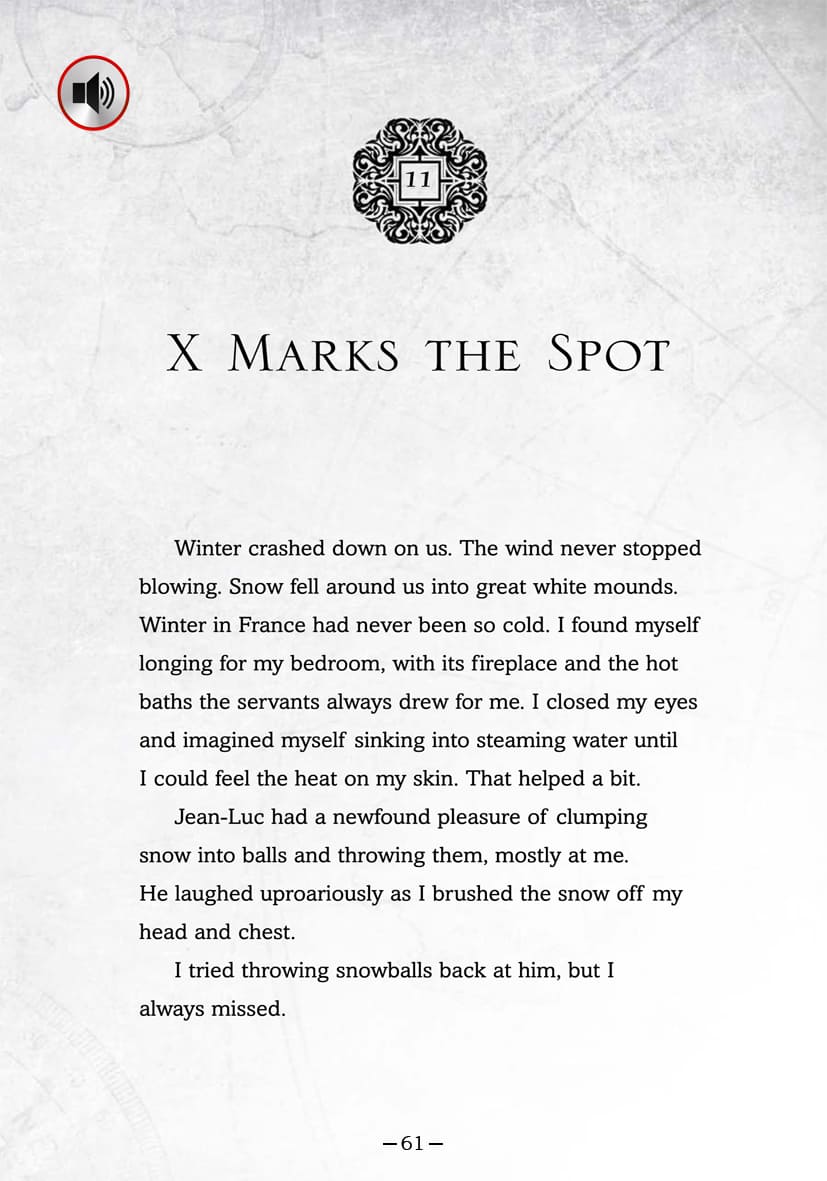 11
X Marks the Spot
Winter crashed down on us. The wind never stopped
blowing. Snow fell around us into great white mounds.
Winter in France had never been so cold. I found myself
longing for my bedroom, with its fireplace and the hot
baths the servants always drew for me. I closed my eyes
and imagined myself sinking into steaming water until
I could feel the heat on my skin. That helped a bit.
Jean-Luc had a newfound pleasure of clumping
snow into balls and throwing them, mostly at me.
He laughed uproariously as I brushed the snow off my
head and chest.
I tried throwing snowballs back at him, but I
always missed.
—61—